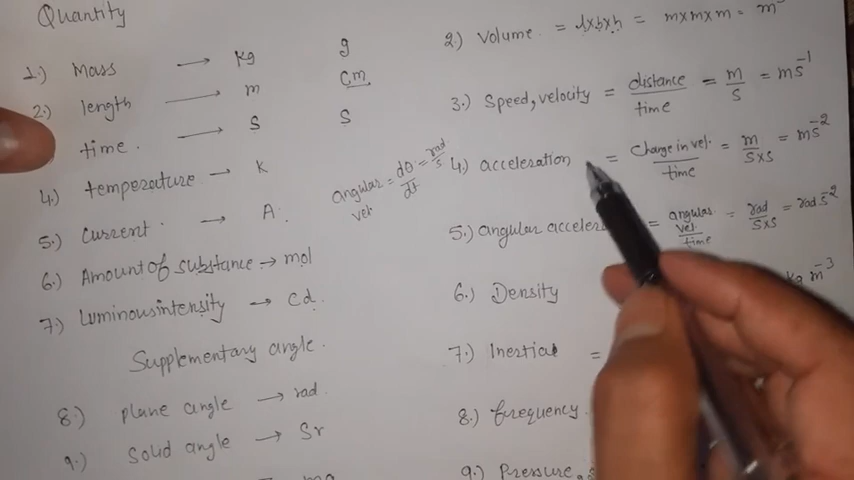 Quantity
1.) Mass → Kg g
2.) length → m cm
time. → S S
4.) temperature → K
5.) Current. → A.
6.) Amount of substance → mol
7.) Luminous intensity → Cd.
Supplementary angle.
8.) plane angle → rad.
9.) Solid angle → Sr
angular vel = dθ/dt = rad/s
2.) Volume = l×b×h = m×m×m = m
3.) Speed, velocity = distance/time = m/s = ms⁻¹
4.) acceleration = Change in vel./time = m/s×s = ms⁻²
5.) angular acceler = angular vel./time = rad/s×s = rad s⁻²
6.) Density Kg m⁻³
7.) Inertia =
8.) frequency.
9.) Pressure,